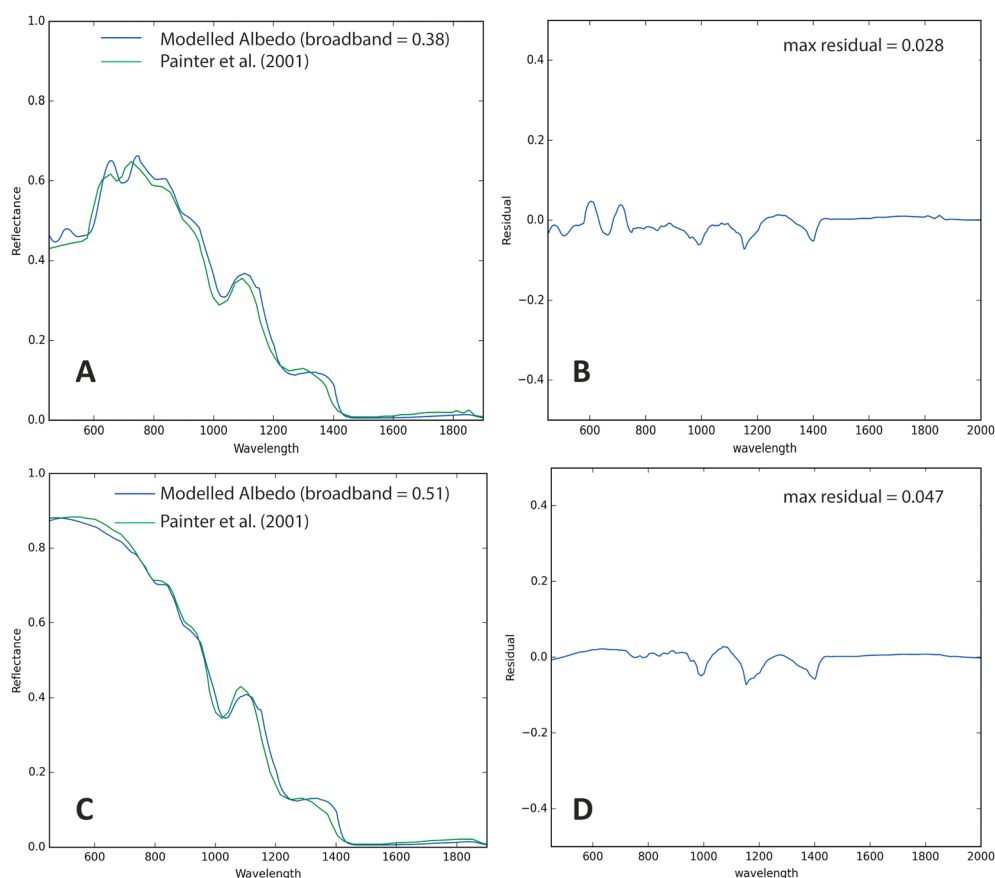 Modelled Albedo (broadband = 0.38)
Painter et al. (2001)
1.0
0.8
0.6
0.4
0.2
0.0
Reflectance
A
600 800 1000 1200 1400 1600 1800
Wavelength
max residual = 0.028
0.4
0.2
0.0
−0.2
−0.4
Residual
B
600 800 1000 1200 1400 1600 1800 2000
wavelength
Modelled Albedo (broadband = 0.51)
Painter et al. (2001)
1.0
0.8
0.6
0.4
0.2
0.0
Reflectance
C
600 800 1000 1200 1400 1600 1800
Wavelength
max residual = 0.047
0.4
0.2
0.0
−0.2
−0.4
Residual
D
600 800 1000 1200 1400 1600 1800 2000
wavelength